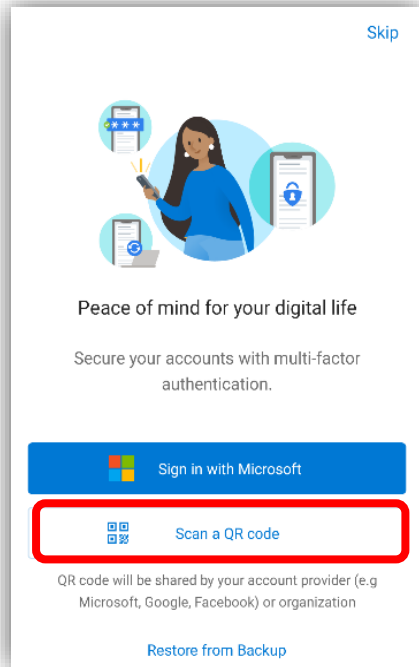 Skip
****
Peace of mind for your digital life
Secure your accounts with multi-factor
authentication.
Sign in with Microsoft
Scan a QR code
QR code will be shared by your account provider (e.g
Microsoft, Google, Facebook) or organization
Restore from Backup